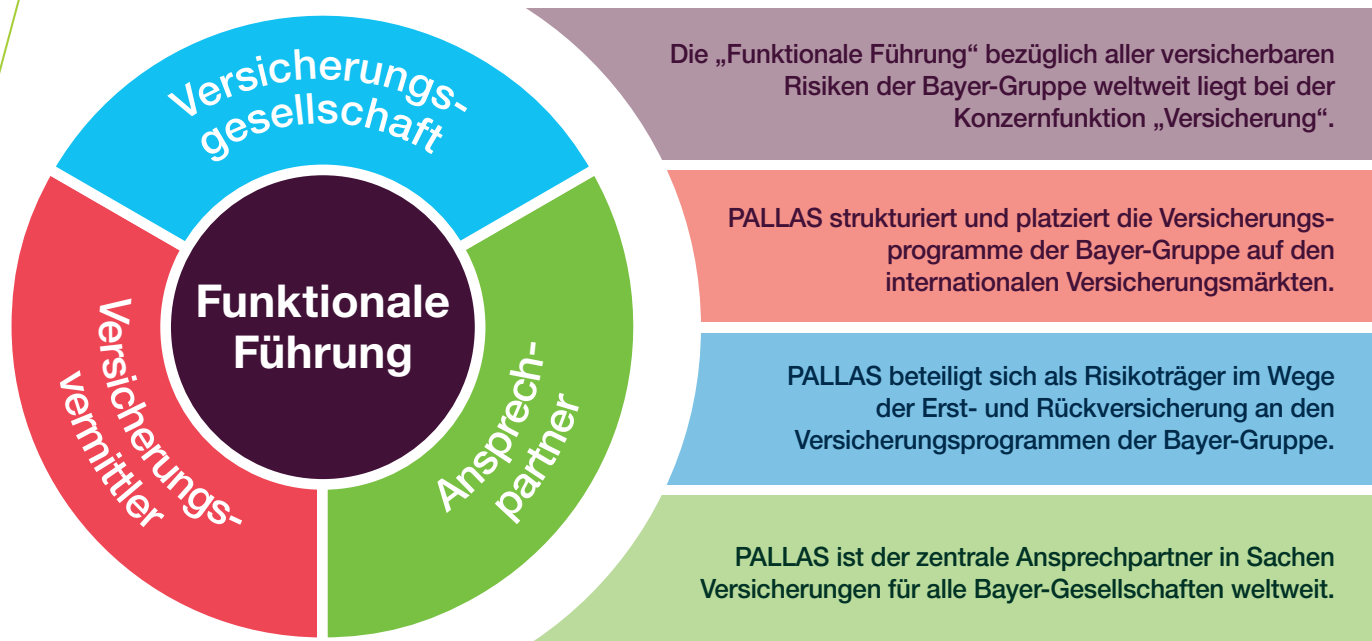 Versicherungs-
gesellschaft
Versicherungs-
vermittler
Funktionale
Führung
Ansprech-
partner
Die „Funktionale Führung“ bezüglich aller versicherbaren
Risiken der Bayer-Gruppe weltweit liegt bei der
Konzernfunktion „Versicherung“.
PALLAS strukturiert und platziert die Versicherungs-
programme der Bayer-Gruppe auf den
internationalen Versicherungsmärkten.
PALLAS beteiligt sich als Risikoträger im Wege
der Erst- und Rückversicherung an den
Versicherungsprogrammen der Bayer-Gruppe.
PALLAS ist der zentrale Ansprechpartner in Sachen
Versicherungen für alle Bayer-Gesellschaften weltweit.